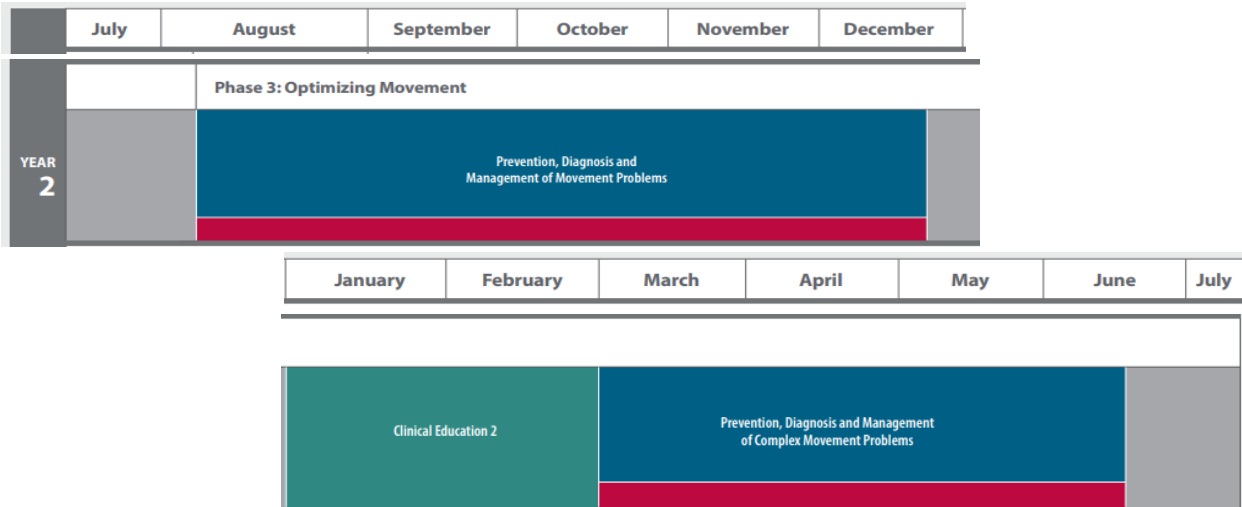 July August September October November December
Phase 3: Optimizing Movement
YEAR
2
Prevention, Diagnosis and
Management of Movement Problems
January February March April May June July
Clinical Education 2
Prevention, Diagnosis and Management
of Complex Movement Problems